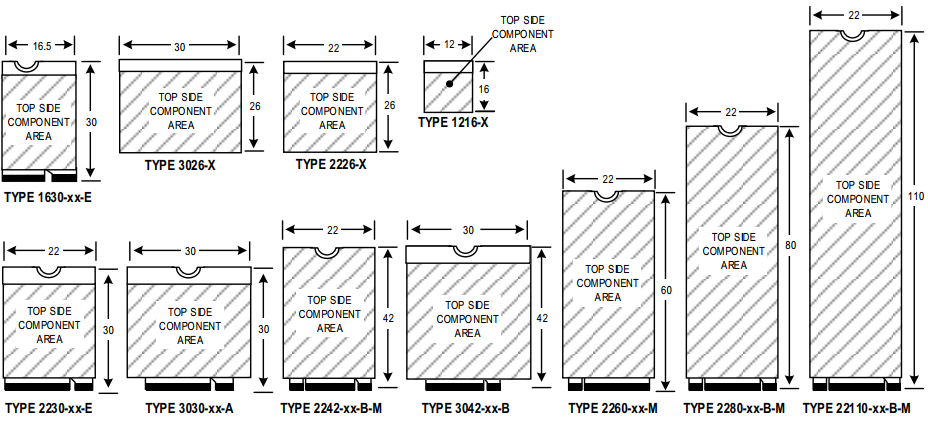 16.5
TOP SIDE
COMPONENT
AREA
30
TYPE 1630-xx-E
30
TOP SIDE
COMPONENT
AREA
26
TYPE 3026-X
22
TOP SIDE
COMPONENT
AREA
26
TYPE 2226-X
TOP SIDE
COMPONENT
AREA
12
16
TYPE 1216-X
22
TOP SIDE
COMPONENT
AREA
30
TYPE 2230-xx-E
30
TOP SIDE
COMPONENT
AREA
30
TYPE 3030-xx-A
22
TOP SIDE
COMPONENT
AREA
42
TYPE 2242-xx-B-M
30
TOP SIDE
COMPONENT
AREA
42
TYPE 3042-xx-B
22
TOP SIDE
COMPONENT
AREA
60
TYPE 2260-xx-M
22
TOP SIDE
COMPONENT
AREA
80
TYPE 2280-xx-B-M
22
TOP SIDE
COMPONENT
AREA
110
TYPE 22110-xx-B-M